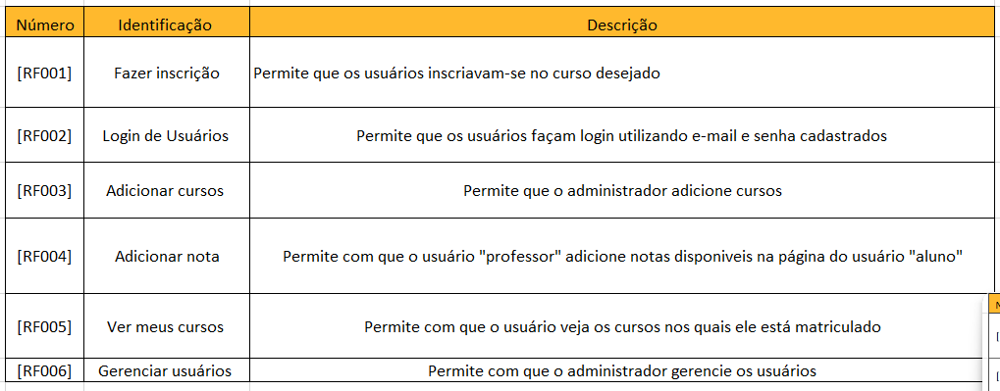 Número Identificação Descrição
[RF001] Fazer inscrição Permite que os usuários inscriavam-se no curso desejado
[RF002] Login de Usuários Permite que os usuários façam login utilizando e-mail e senha cadastrados
[RF003] Adicionar cursos Permite que o administrador adicione cursos
[RF004] Adicionar nota Permite com que o usuário "professor" adicione notas disponiveis na página do usuário "aluno"
[RF005] Ver meus cursos Permite com que o usuário veja os cursos nos quais ele está matriculado
[RF006] Gerenciar usuários Permite com que o administrador gerencie os usuários